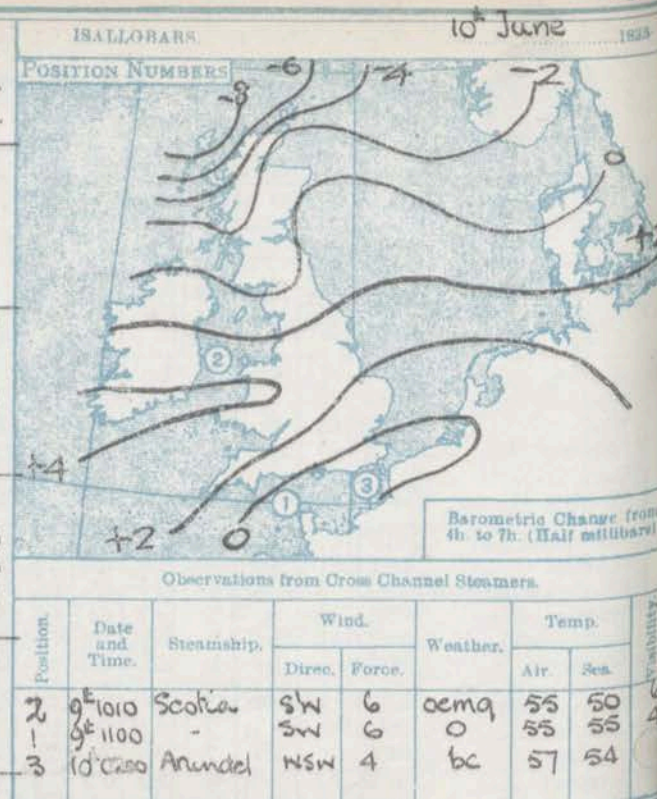 ISALLOBARS.
10th June 1925
POSITION NUMBERS
-8
-6
-4
-2
0
2
+4
+2
0
1
3
Barometric Change from
4h. to 7h. (Half millibars)
Observations from Cross Channel Steamers.
Position. Date and Time. Steamship. Wind. Direc. Force. Weather. Temp. Air. Sea. Visibility.
2 9th 1010 Scotia SW 6 oemq 55 50
1 9th 1100 - SW 6 O 55 55
3 10th Arundel WSW 4 bc 57 54